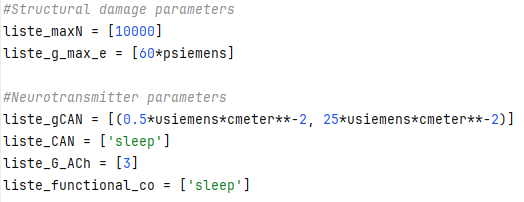 #Structural damage parameters
liste_maxN = [10000]
liste_g_max_e = [60*psiemens]
#Neurotransmitter parameters
liste_gCAN = [(0.5*usiemens*cmeter**-2, 25*usiemens*cmeter**-2)]
liste_CAN = ['sleep']
liste_G_ACh = [3]
liste_functional_co = ['sleep']